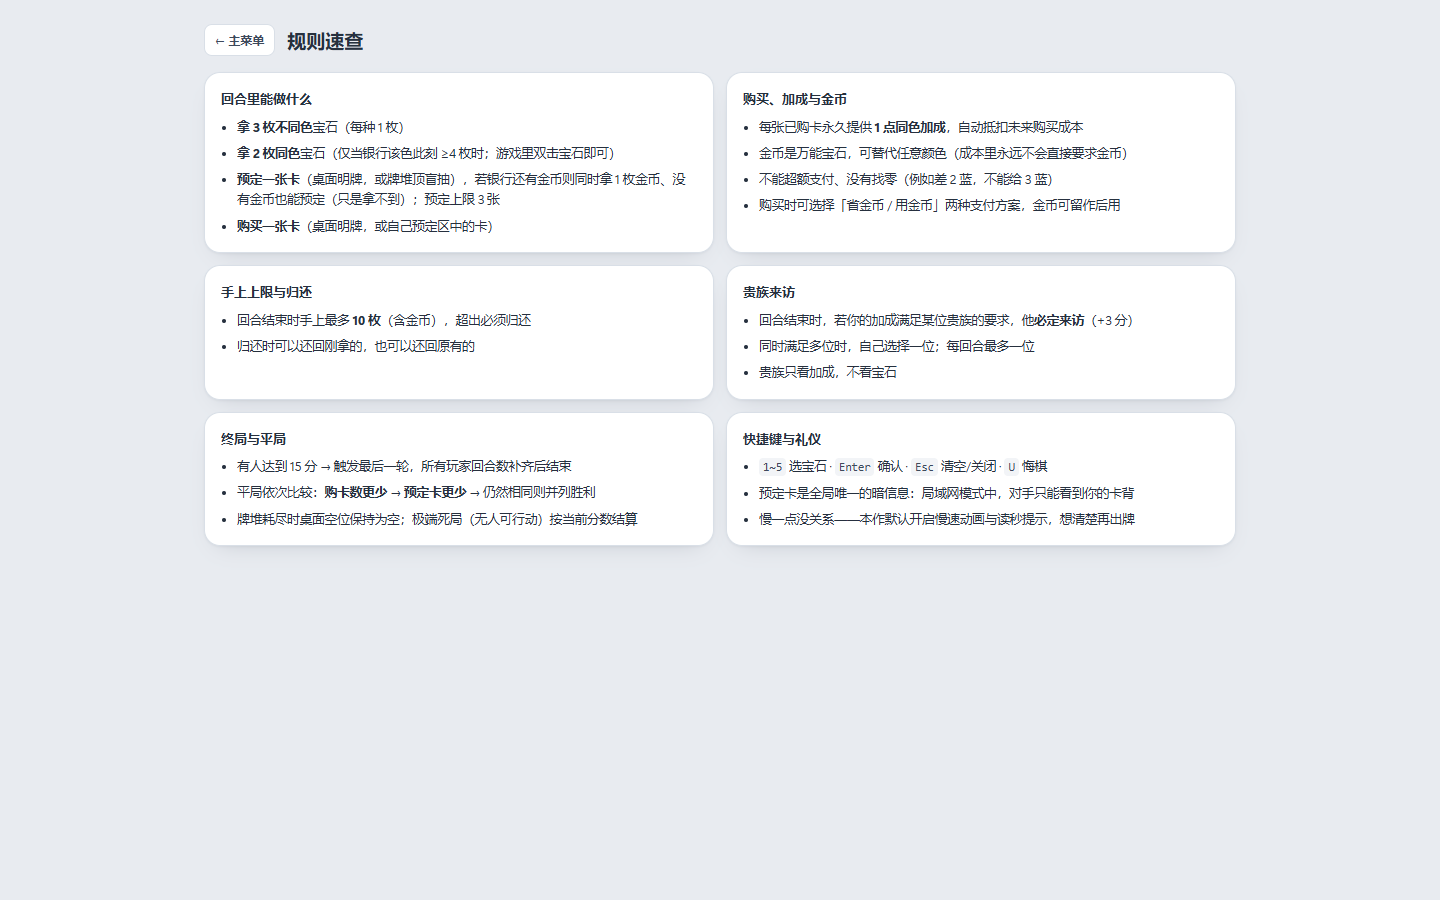 ← 主菜单
规则速查
回合里能做什么
• 拿 3 枚不同色宝石（每种 1 枚）
• 拿 2 枚同色宝石（仅当银行该色此刻 ≥4 枚时；游戏里双击宝石即可）
• 预定一张卡（桌面明牌，或牌堆顶盲抽），若银行还有金币则同时拿 1 枚金币、没
有金币也能预定（只是拿不到）；预定上限 3 张
• 购买一张卡（桌面明牌，或自己预定区中的卡）
购买、加成与金币
• 每张已购卡永久提供 1 点同色加成，自动抵扣未来购买成本
• 金币是万能宝石，可替代任意颜色（成本里永远不会直接要求金币）
• 不能超额支付、没有找零（例如差 2 蓝，不能给 3 蓝）
• 购买时可选择「省金币 / 用金币」两种支付方案，金币可留作后用
手上上限与归还
• 回合结束时手上最多 10 枚（含金币），超出必须归还
• 归还时可以还回刚拿的，也可以还回原有的
贵族来访
• 回合结束时，若你的加成满足某位贵族的要求，他必定来访（+3 分）
• 同时满足多位时，自己选择一位；每回合最多一位
• 贵族只看加成，不看宝石
终局与平局
• 有人达到 15 分 → 触发最后一轮，所有玩家回合数补齐后结束
• 平局依次比较：购卡数更少 → 预定卡更少 → 仍然相同则并列胜利
• 牌堆耗尽时桌面空位保持为空；极端死局（无人可行动）按当前分数结算
快捷键与礼仪
• 1~5 选宝石 · Enter 确认 · Esc 清空/关闭 · U 悔棋
• 预定卡是全局唯一的暗信息：局域网模式中，对手只能看到你的卡背
• 慢一点没关系——本作默认开启慢速动画与读秒提示，想清楚再出牌